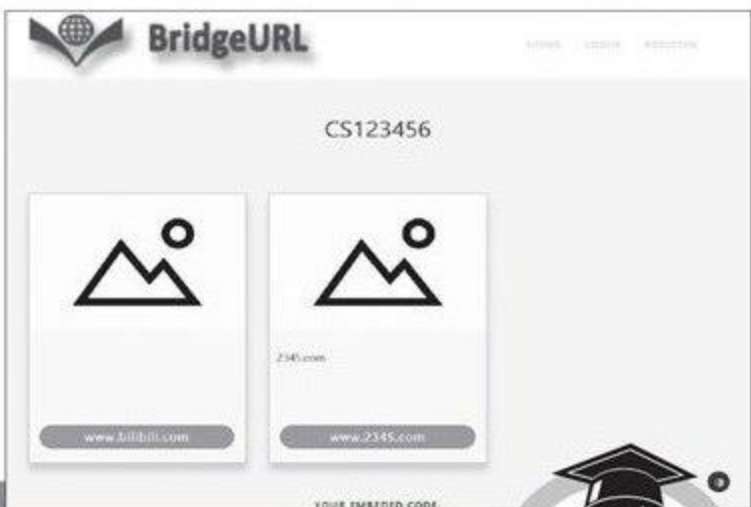 BridgeURL
HOME LOGIN REGISTER
CS123456
2345.com
www.bilibili.com
www.2345.com
YOUR EMBEDED CODE